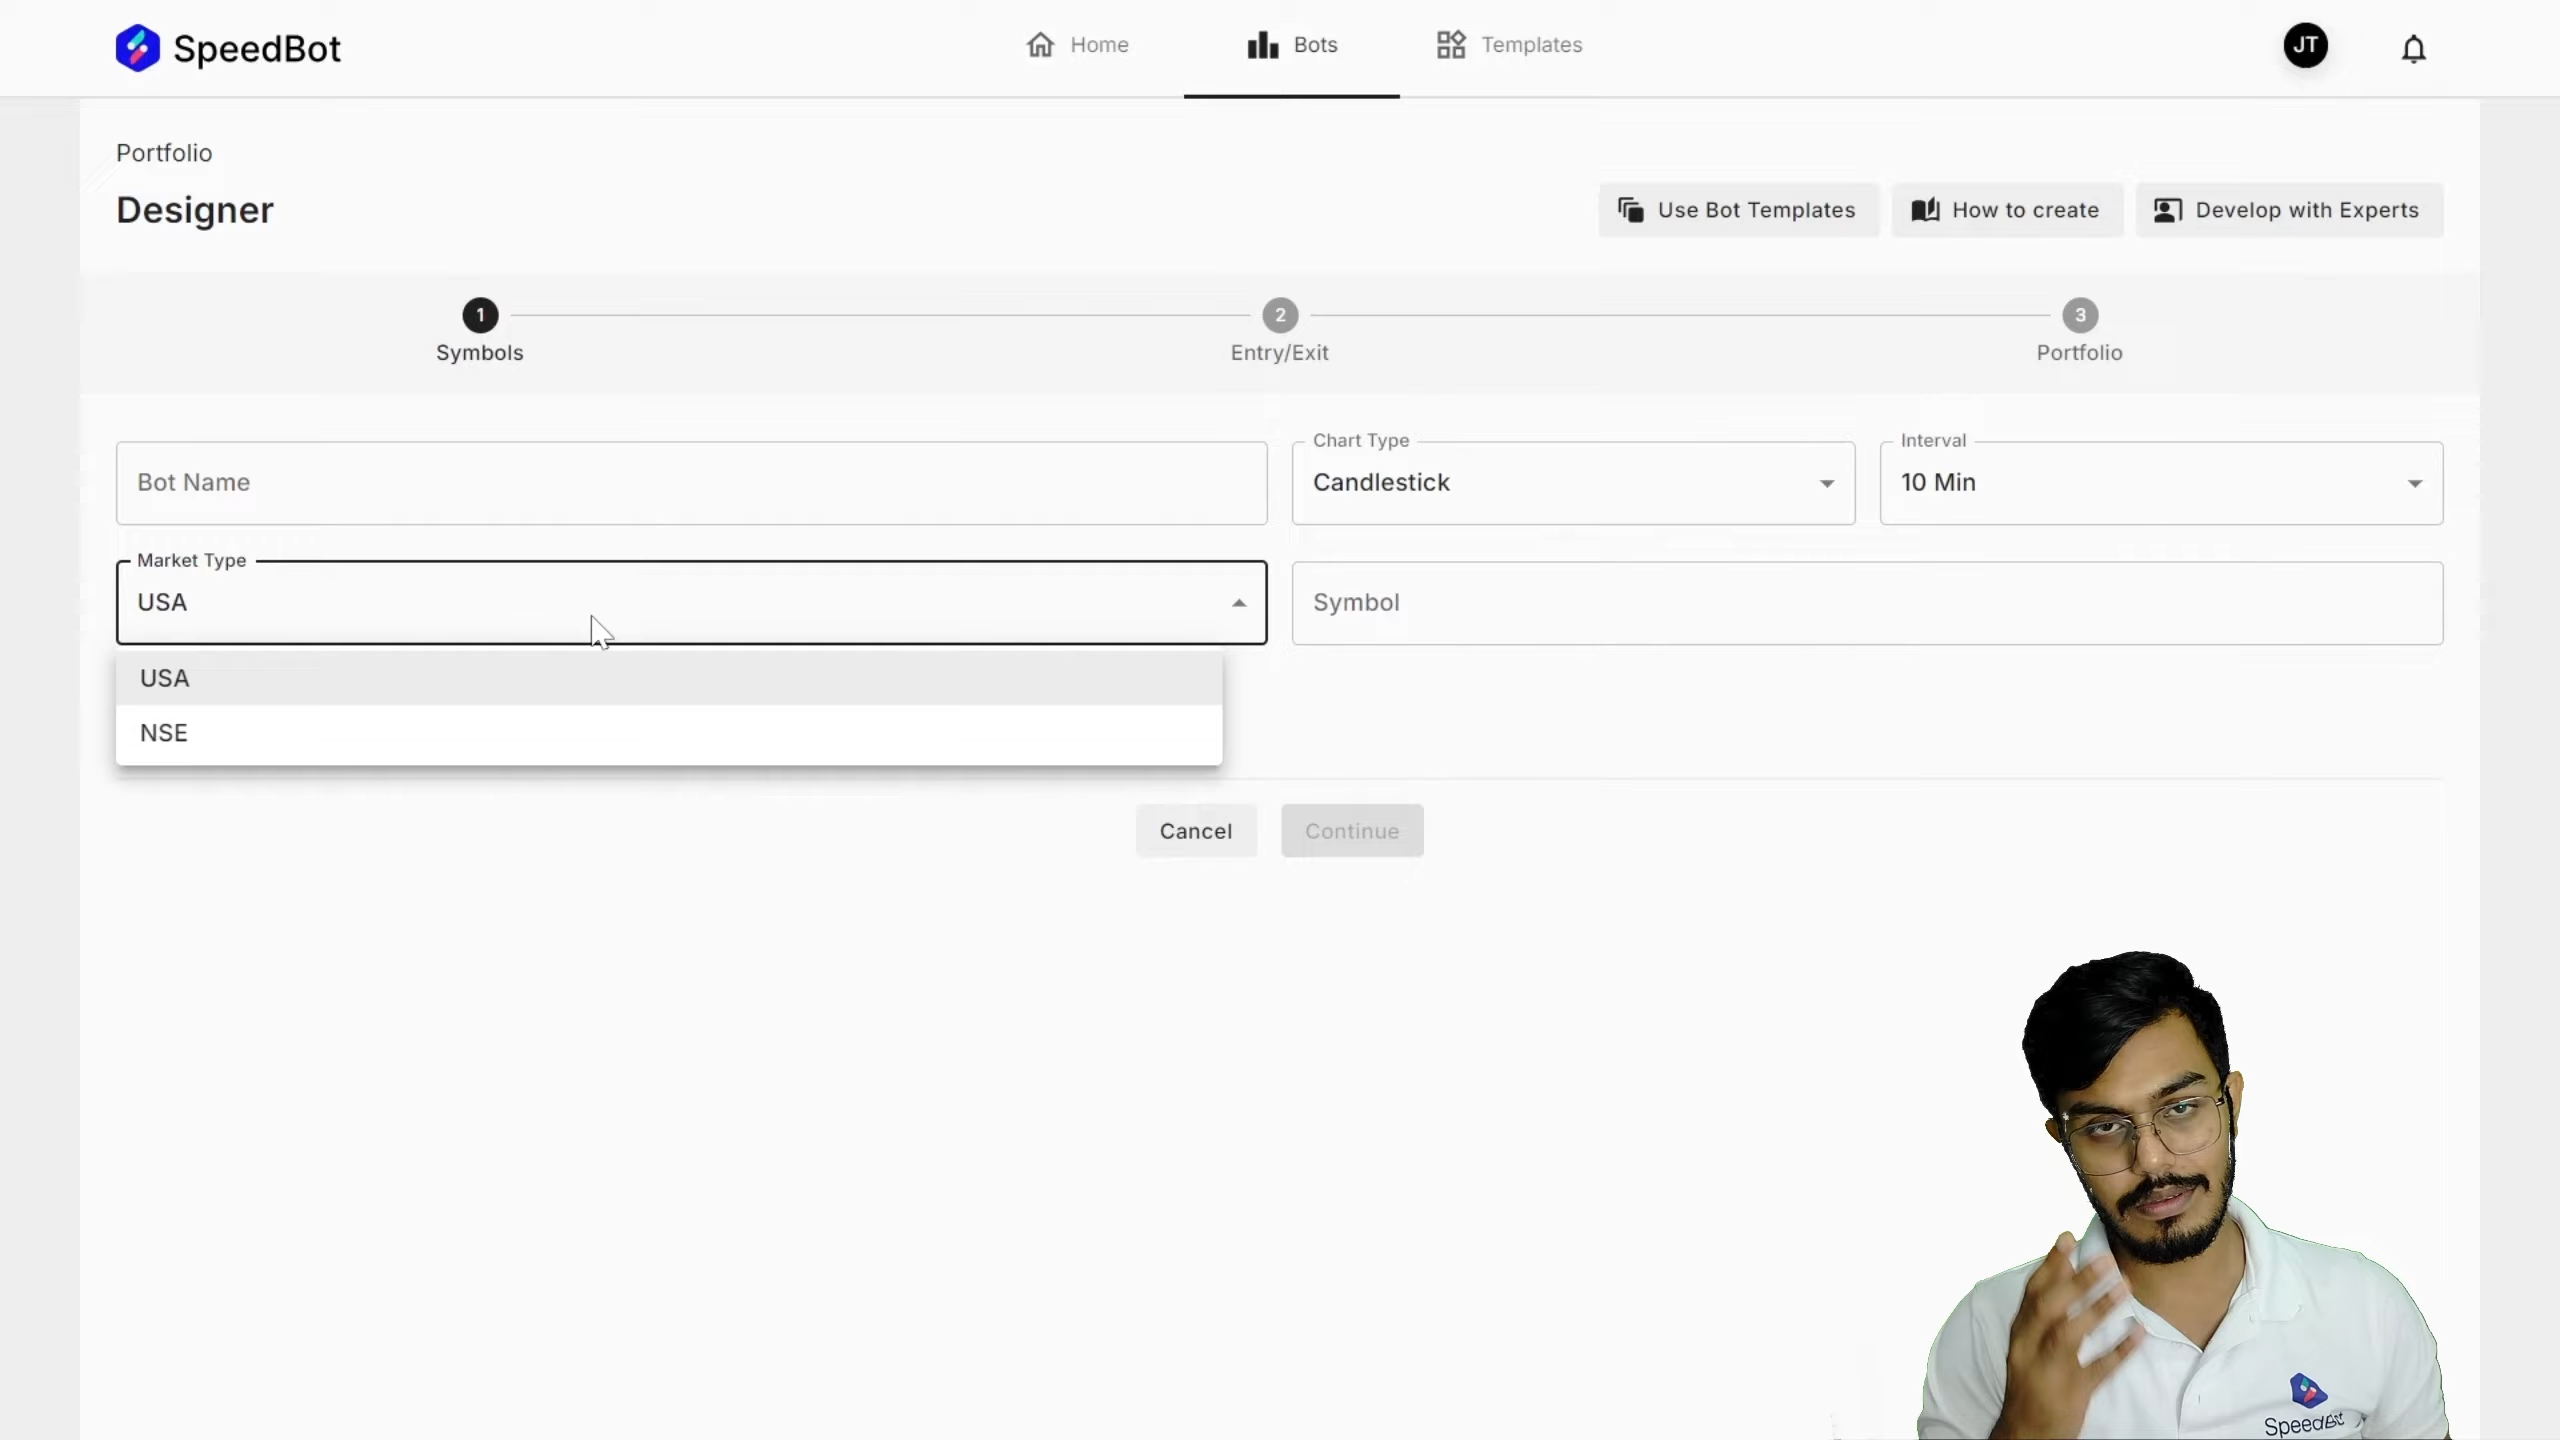 SpeedBot
Home
Bots
Templates
JT
Portfolio
Designer
Use Bot Templates
How to create
Develop with Experts
1
2
3
Symbols
Entry/Exit
Portfolio
Bot Name
Chart Type
Candlestick
Interval
10 Min
Market Type
USA
Symbol
USA
NSE
Cancel
Continue
SpeedBot